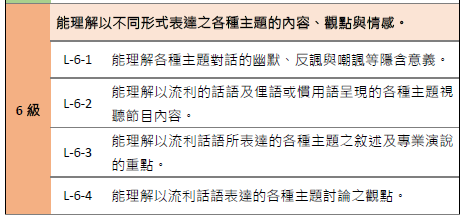 能理解以不同形式表達之各種主題的內容、觀點與情感。
6 級
L-6-1 能理解各種主題對話的幽默、反諷與嘲諷等隱含意義。
L-6-2 能理解以流利的話語及俚語或慣用語呈現的各種主題視
聽節目內容。
L-6-3 能理解以流利話語所表達的各種主題之敘述及專業演說
的重點。
L-6-4 能理解以流利話語表達的各種主題討論之觀點。